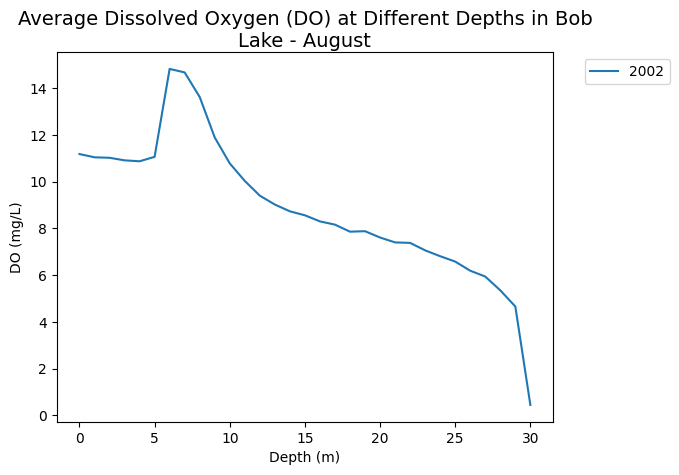 Average Dissolved Oxygen (DO) at Different Depths in Bob
Lake - August
2002
14
12
10
8
6
4
2
0
DO (mg/L)
0 5 10 15 20 25 30
Depth (m)